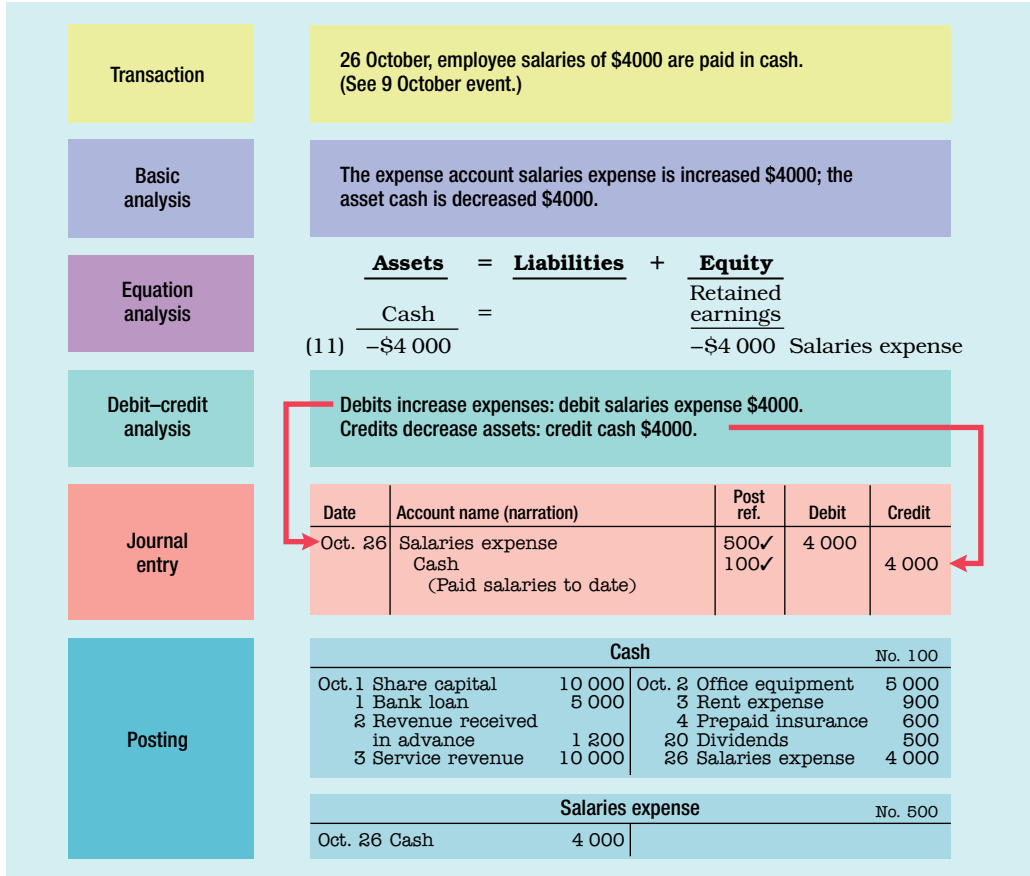 Transaction
26 October, employee salaries of $4000 are paid in cash.
(See 9 October event.)
Basic
analysis
The expense account salaries expense is increased $4000; the
asset cash is decreased $4000.
Equation
analysis
Assets = Liabilities + Equity
Retained
Cash = earnings
(11) –$4 000 –$4 000 Salaries expense
Debit–credit
analysis
Debits increase expenses: debit salaries expense $4000.
Credits decrease assets: credit cash $4000.
Journal
entry
Date Account name (narration) Post ref. Debit Credit
Oct. 26 Salaries expense 500✓ 4 000
Cash 100✓ 4 000
(Paid salaries to date)
Posting
Cash No. 100
Oct. 1 Share capital 10 000 Oct. 2 Office equipment 5 000
1 Bank loan 5 000 3 Rent expense 900
2 Revenue received 4 Prepaid insurance 600
in advance 1 200 20 Dividends 500
3 Service revenue 10 000 26 Salaries expense 4 000
Salaries expense No. 500
Oct. 26 Cash 4 000